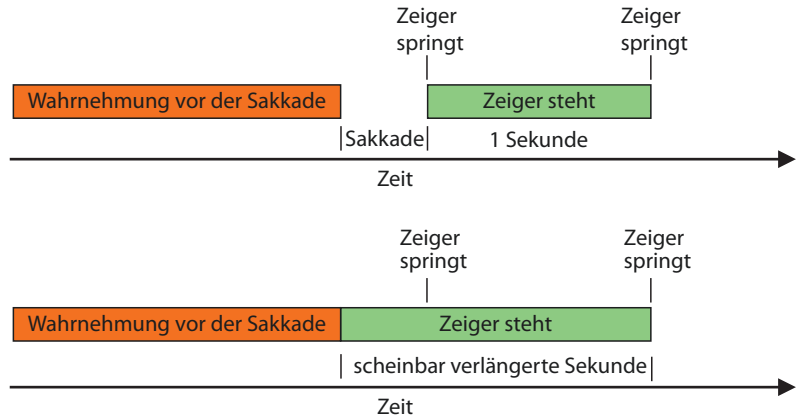 Zeiger
springt
Zeiger
springt
Wahrnehmung vor der Sakkade
Zeiger steht
Sakkade
1 Sekunde
Zeit
Zeiger
springt
Zeiger
springt
Wahrnehmung vor der Sakkade
Zeiger steht
scheinbar verlängerte Sekunde
Zeit